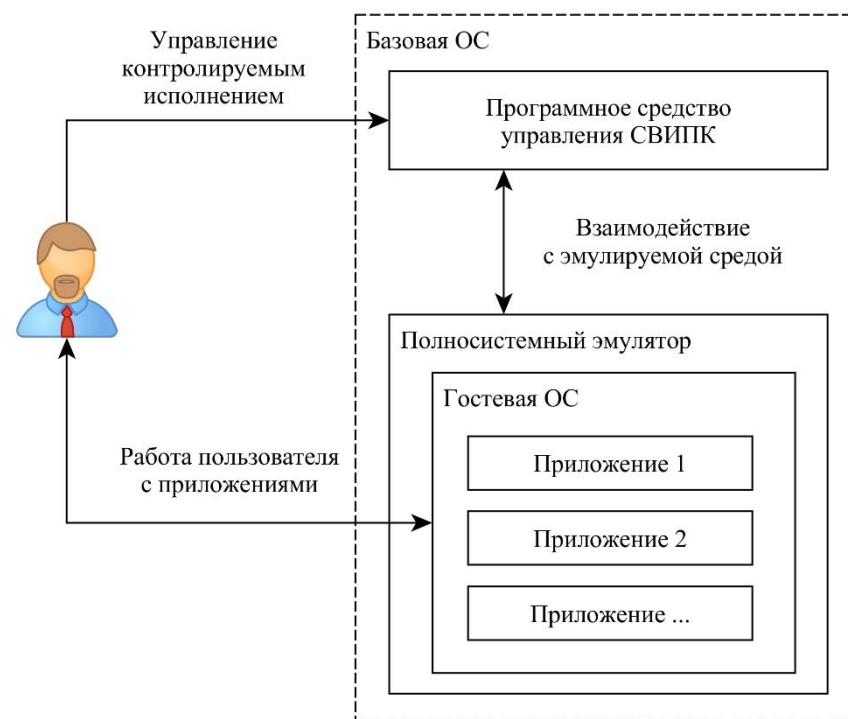 Управление
контролируемым
исполнением
Базовая ОС
Программное средство
управления СВИПК
Взаимодействие
с эмулируемой средой
Полносистемный эмулятор
Гостевая ОС
Приложение 1
Приложение 2
Приложение ...
Работа пользователя
с приложениями